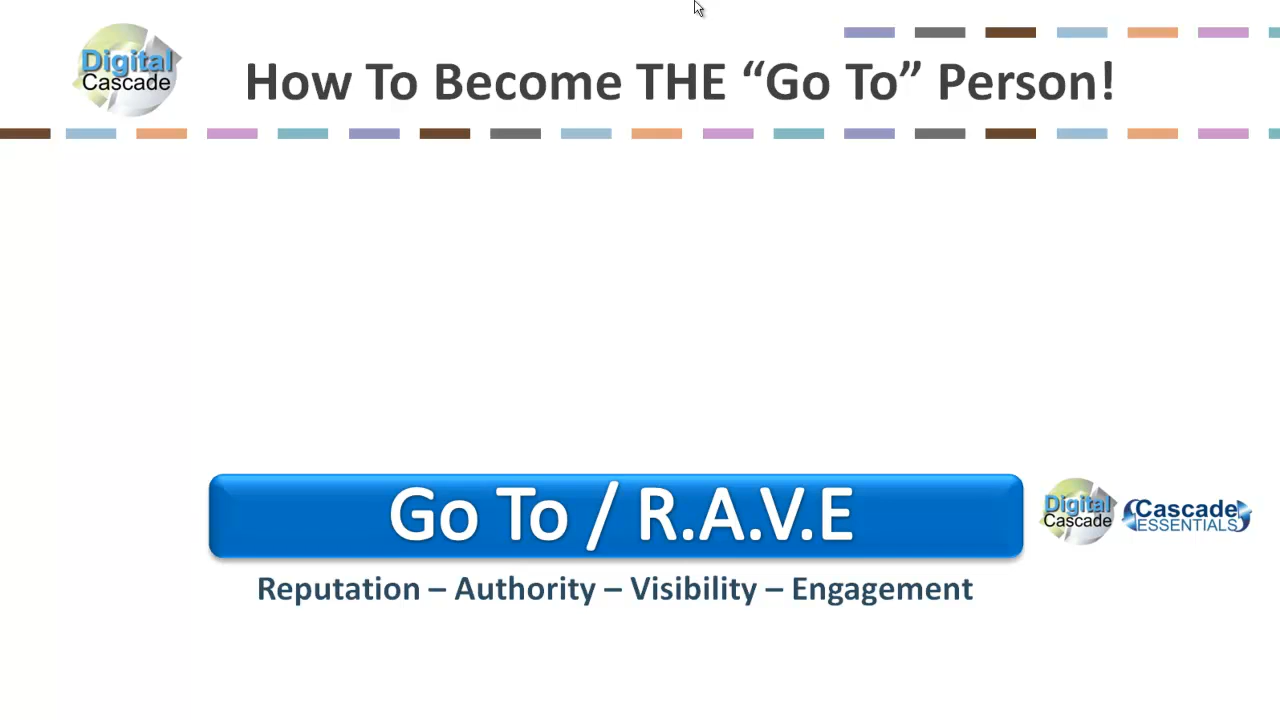 Digital
Cascade
How To Become THE “Go To” Person!
Go To / R.A.V.E
Digital
Cascade
Cascade
ESSENTIALS
Reputation – Authority – Visibility – Engagement